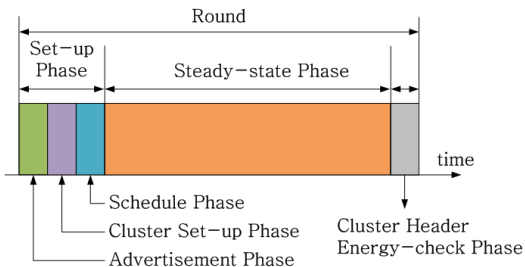 Round
Set-up
Phase
Steady-state Phase
time
Schedule Phase
Cluster Set-up Phase
Advertisement Phase
Cluster Header
Energy-check Phase